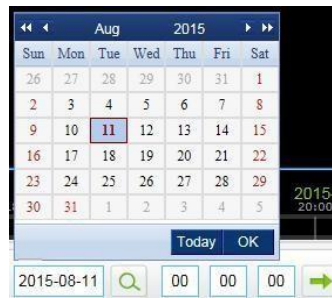 Aug 2015
Sun Mon Tue Wed Thu Fri Sat
26 27 28 29 30 31 1
2 3 4 5 6 7 8
9 10 11 12 13 14 15
16 17 18 19 20 21 22
23 24 25 26 27 28 29
30 31 1 2 3 4 5
2015-
20:00
Today OK
2015-08-11 00 00 00